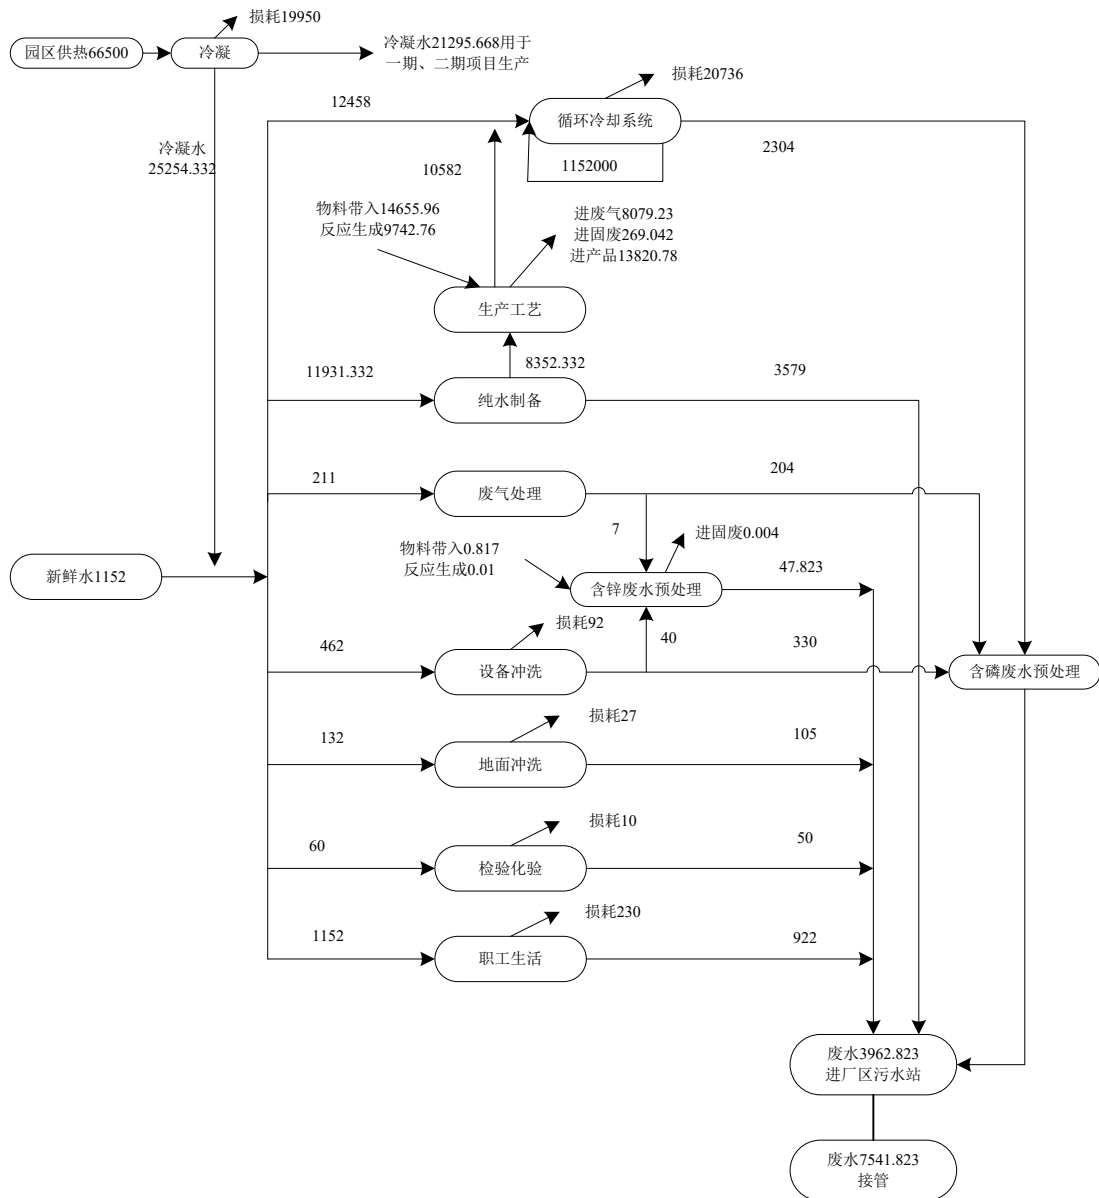 损耗19950
园区供热66500
冷凝
冷凝水21295.668用于
一期、二期项目生产
损耗20736
12458
循环冷却系统
2304
冷凝水
25254.332
10582
1152000
物料带入14655.96
反应生成9742.76
进废气8079.23
进固废269.042
进产品13820.78
生产工艺
8352.332
11931.332
3579
纯水制备
211
废气处理
204
7
进固废0.004
物料带入0.817
反应生成0.01
新鲜水1152
含锌废水预处理
47.823
损耗92
462
40
330
设备冲洗
含磷废水预处理
损耗27
132
105
地面冲洗
损耗10
60
50
检验化验
损耗230
1152
922
职工生活
废水3962.823
进厂区污水站
废水7541.823
接管